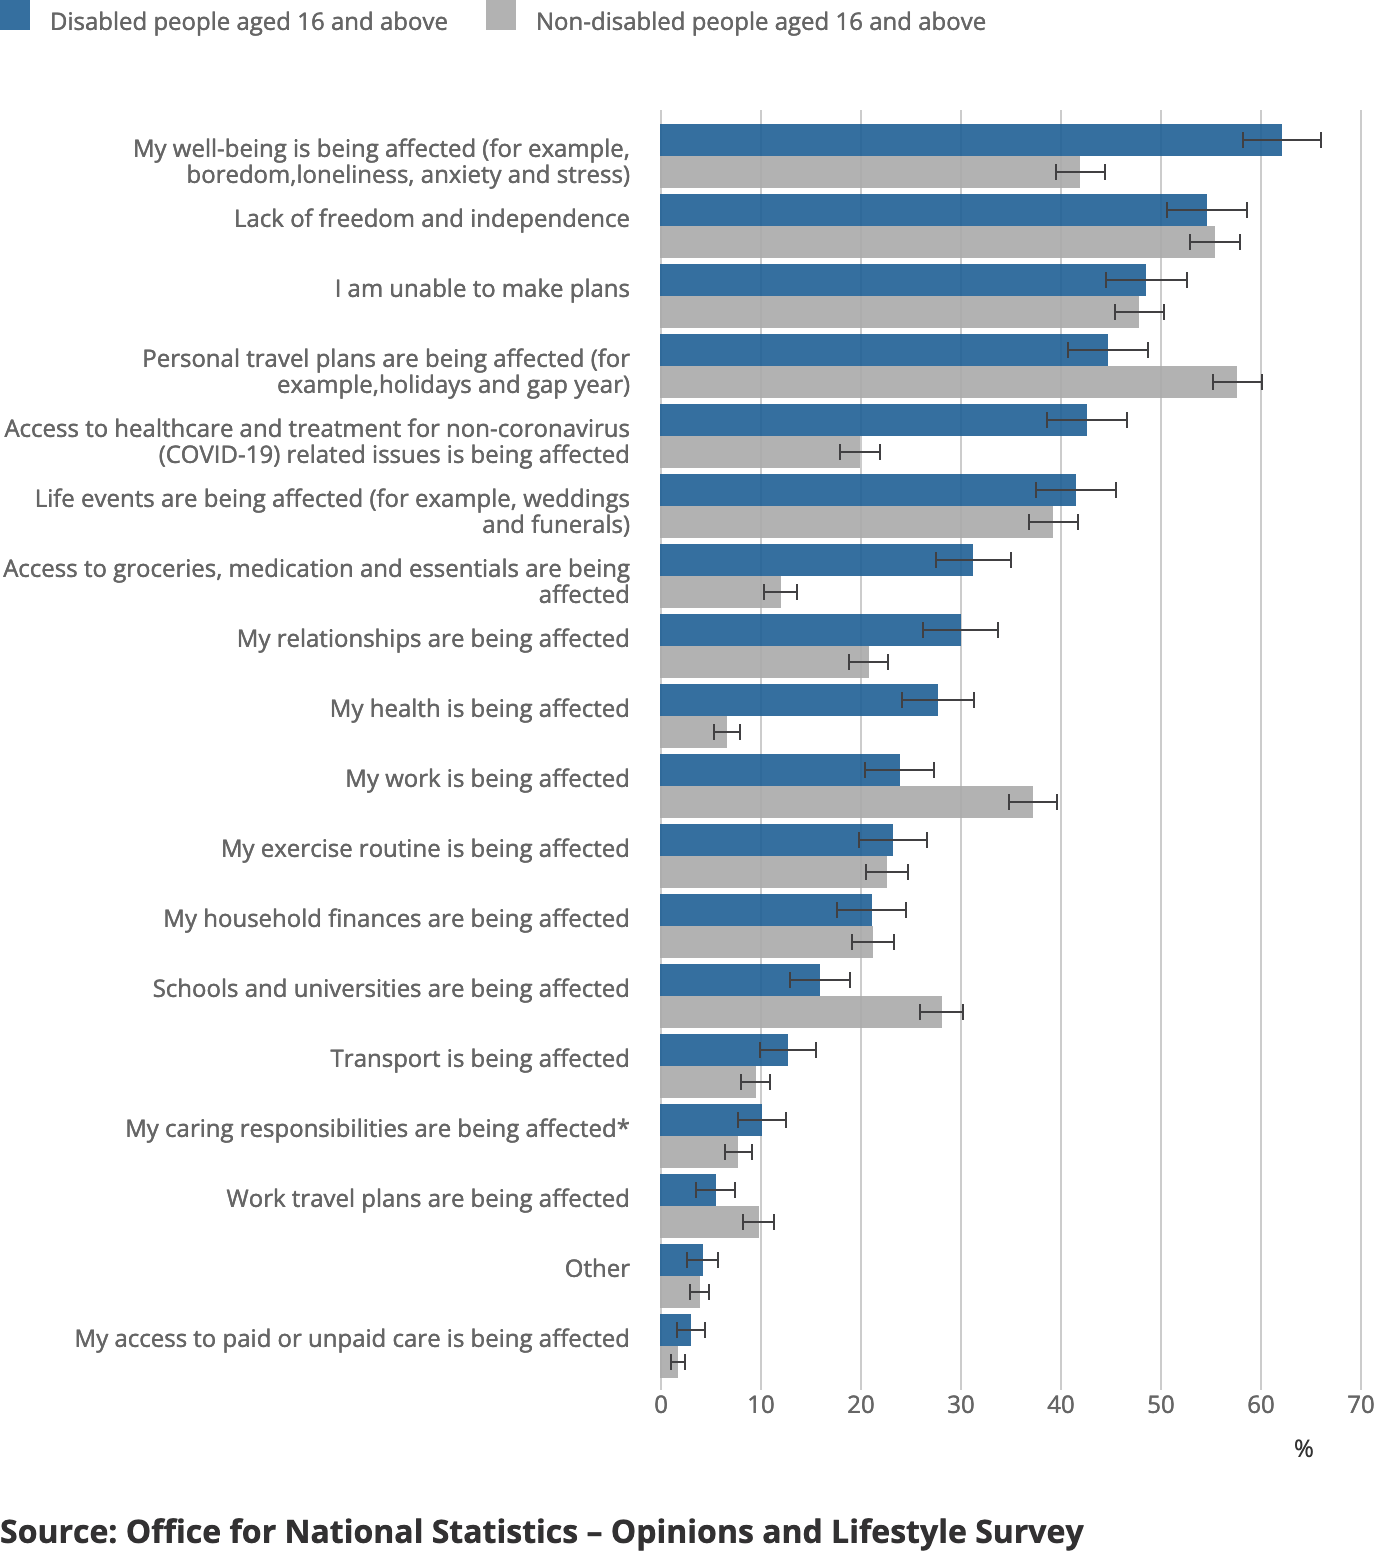 Disabled people aged 16 and above Non-disabled people aged 16 and above
My well-being is being affected (for example,
boredom,loneliness, anxiety and stress)
Lack of freedom and independence
I am unable to make plans
Personal travel plans are being affected (for
example,holidays and gap year)
Access to healthcare and treatment for non-coronavirus
(COVID-19) related issues is being affected
Life events are being affected (for example, weddings
and funerals)
Access to groceries, medication and essentials are being
affected
My relationships are being affected
My health is being affected
My work is being affected
My exercise routine is being affected
My household finances are being affected
Schools and universities are being affected
Transport is being affected
My caring responsibilities are being affected*
Work travel plans are being affected
Other
My access to paid or unpaid care is being affected
0 10 20 30 40 50 60 70
%
Source: Office for National Statistics – Opinions and Lifestyle Survey